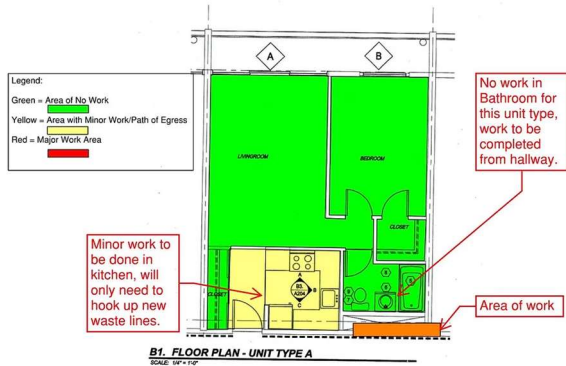 A
B
Legend:
Green = Area of No Work
Yellow = Area with Minor Work/Path of Egress
Red = Major Work Area
No work in
Bathroom for
this unit type,
work to be
completed
from hallway.
LIVINGROOM
BEDROOM
CLOSET
Minor work to
be done in
kitchen, will
only need to
hook up new
waste lines.
CLOSET
A
B3.
B
A204
C
Area of work
B1. FLOOR PLAN - UNIT TYPE A
SCALE: 1/4" = 1'-0"